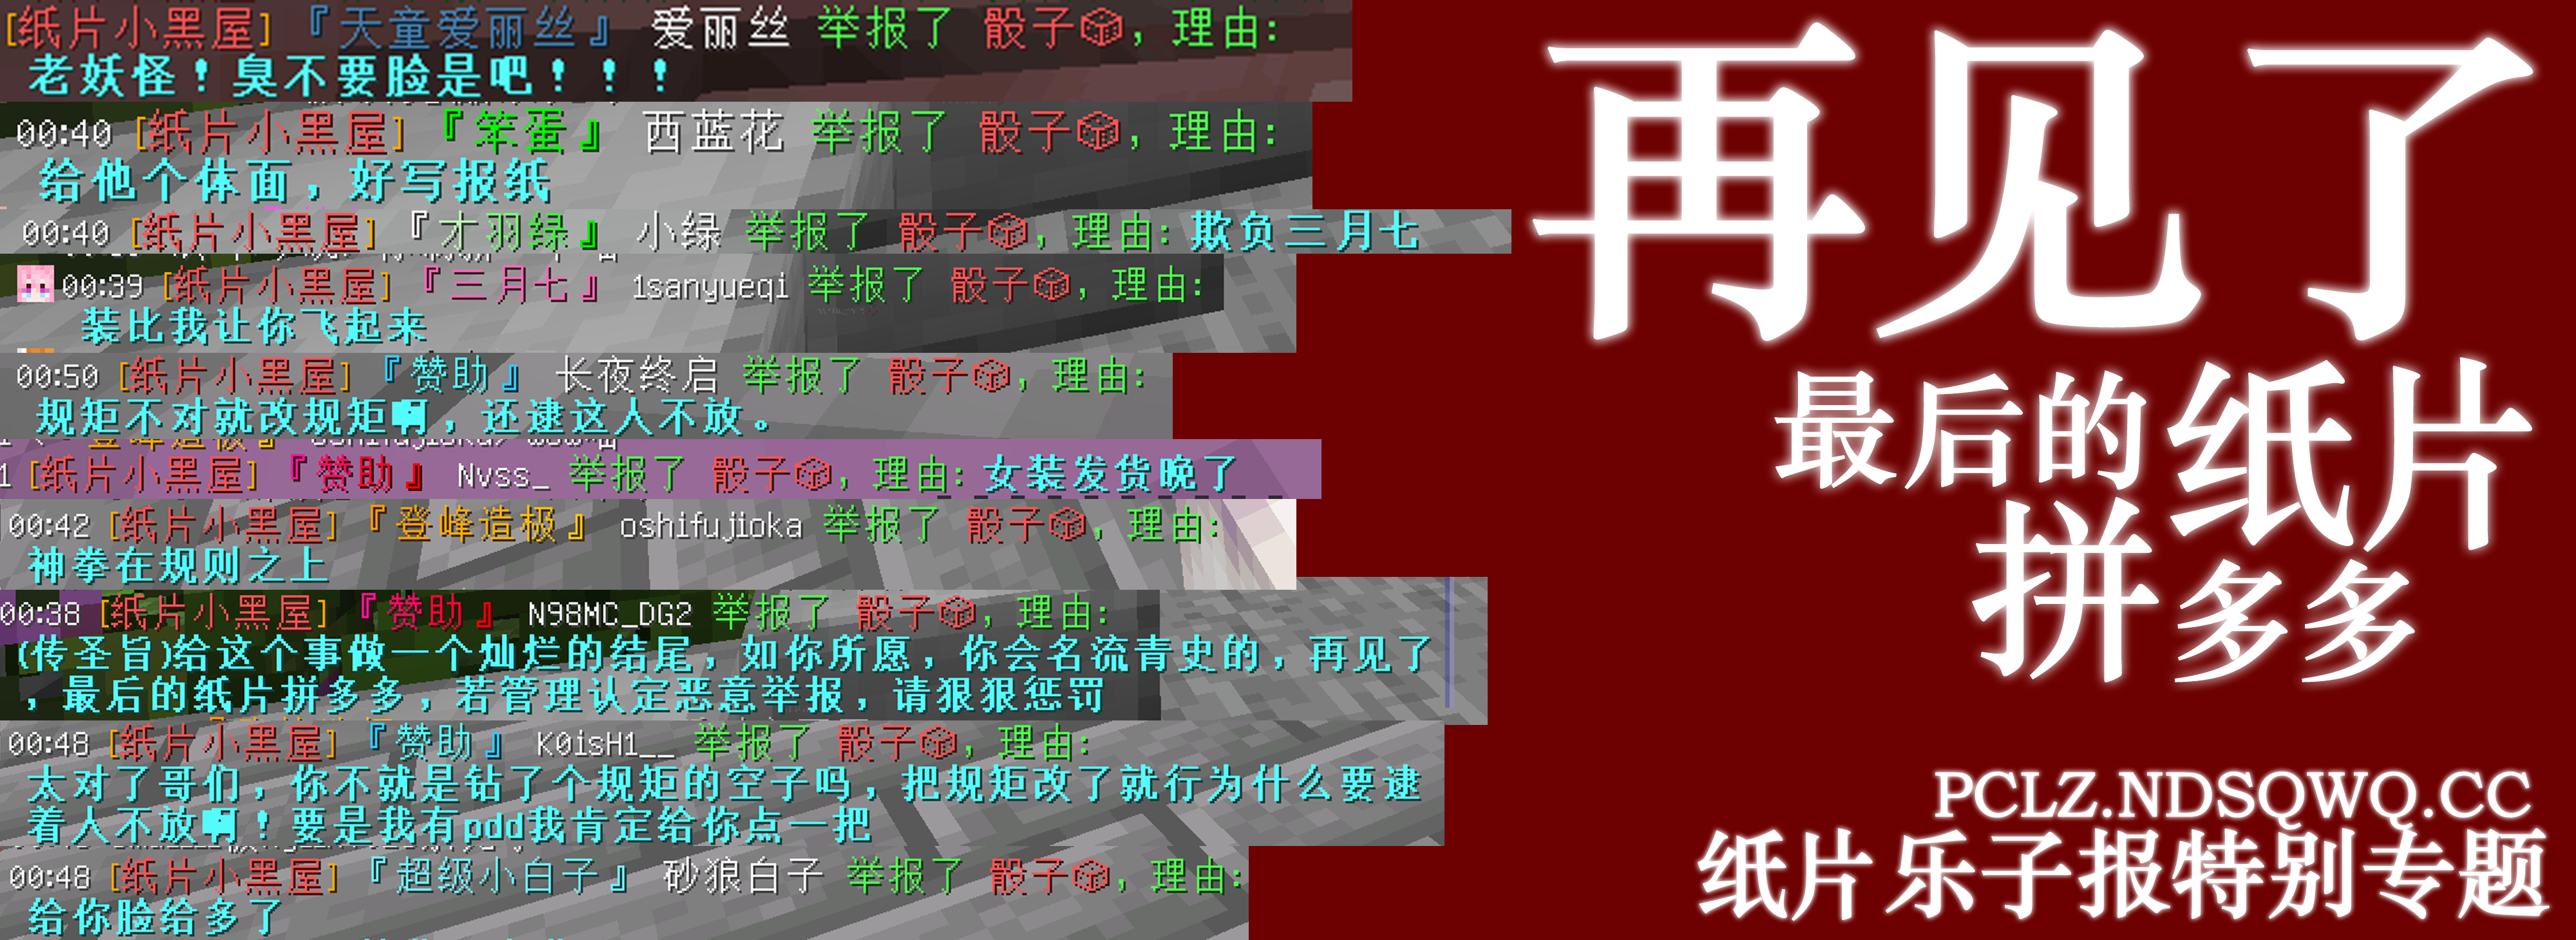 [纸片小黑屋] 『天童爱丽丝』 爱丽丝 举报了 骰子, 理由:
老妖怪！臭不要脸是吧！！！
00:40 [纸片小黑屋] 『笨蛋』 西蓝花 举报了 骰子, 理由:
给他个体面，好写报纸
00:40 [纸片小黑屋] 『才羽绿』 小绿 举报了 骰子, 理由: 欺负三月七
00:39 [纸片小黑屋] 『三月七』 1sanyueqi 举报了 骰子, 理由:
装比我让你飞起来
00:50 [纸片小黑屋] 『赞助』 长夜终启 举报了 骰子, 理由:
规矩不对就改规矩啊，还逮这人不放。
1 [纸片小黑屋] 『赞助』 Nvss_ 举报了 骰子, 理由: 女装发货晚了
00:42 [纸片小黑屋] 『登峰造极』 oshifujioka 举报了 骰子, 理由:
神拳在规则之上
00:38 [纸片小黑屋] 『赞助』 N98MC_DG2 举报了 骰子, 理由:
(传圣旨)给这个事做一个灿烂的结尾，如你所愿，你会名流青史的，再见了
，最后的纸片拼多多，若管理认定恶意举报，请狠狠惩罚
00:48 [纸片小黑屋] 『赞助』 K0isH1__ 举报了 骰子, 理由:
太对了哥们，你不就是钻了个规矩的空子吗，把规矩改了就行为什么要逮
着人不放啊！要是我有pdd我肯定给你点一把
00:48 [纸片小黑屋] 『超级小白子』 砂狼白子 举报了 骰子, 理由:
给你脸给多了
再见了
最后的纸片
拼多多
PCLZ.NDSQWQ.CC
纸片乐子报特别专题